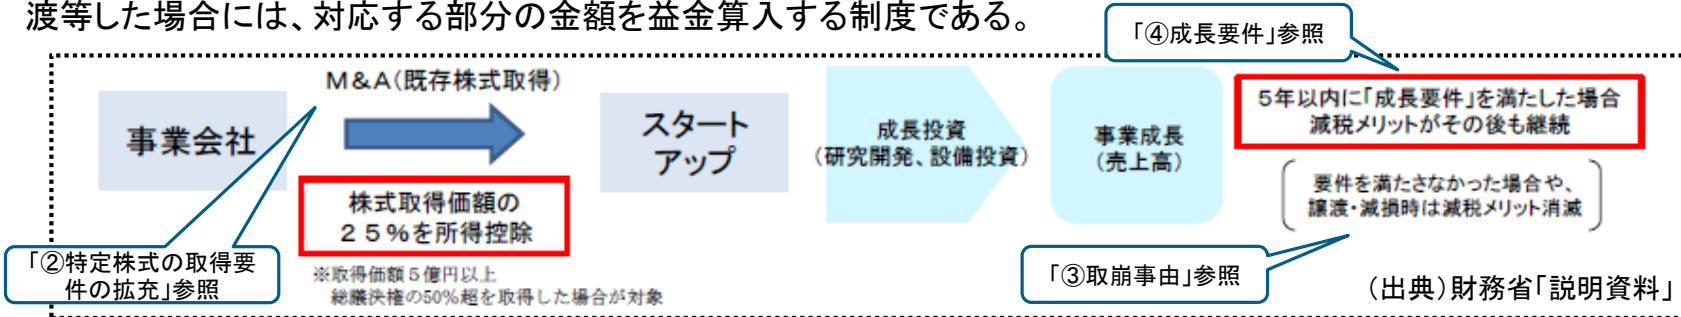 渡等した場合には、対応する部分の金額を益金算入する制度である。
「④成長要件」参照
M&A(既存株式取得)
事業会社
スタート
アップ
成長投資
(研究開発、設備投資)
事業成長
(売上高)
5年以内に「成長要件」を満たした場合
減税メリットがその後も継続
株式取得価額の
25%を所得控除
要件を満たさなかった場合や、
譲渡・減損時は減税メリット消滅
「②特定株式の取得要
件の拡充」参照
※取得価額5億円以上
総議決権の50%超を取得した場合が対象
「③取崩事由」参照
(出典)財務省「説明資料」